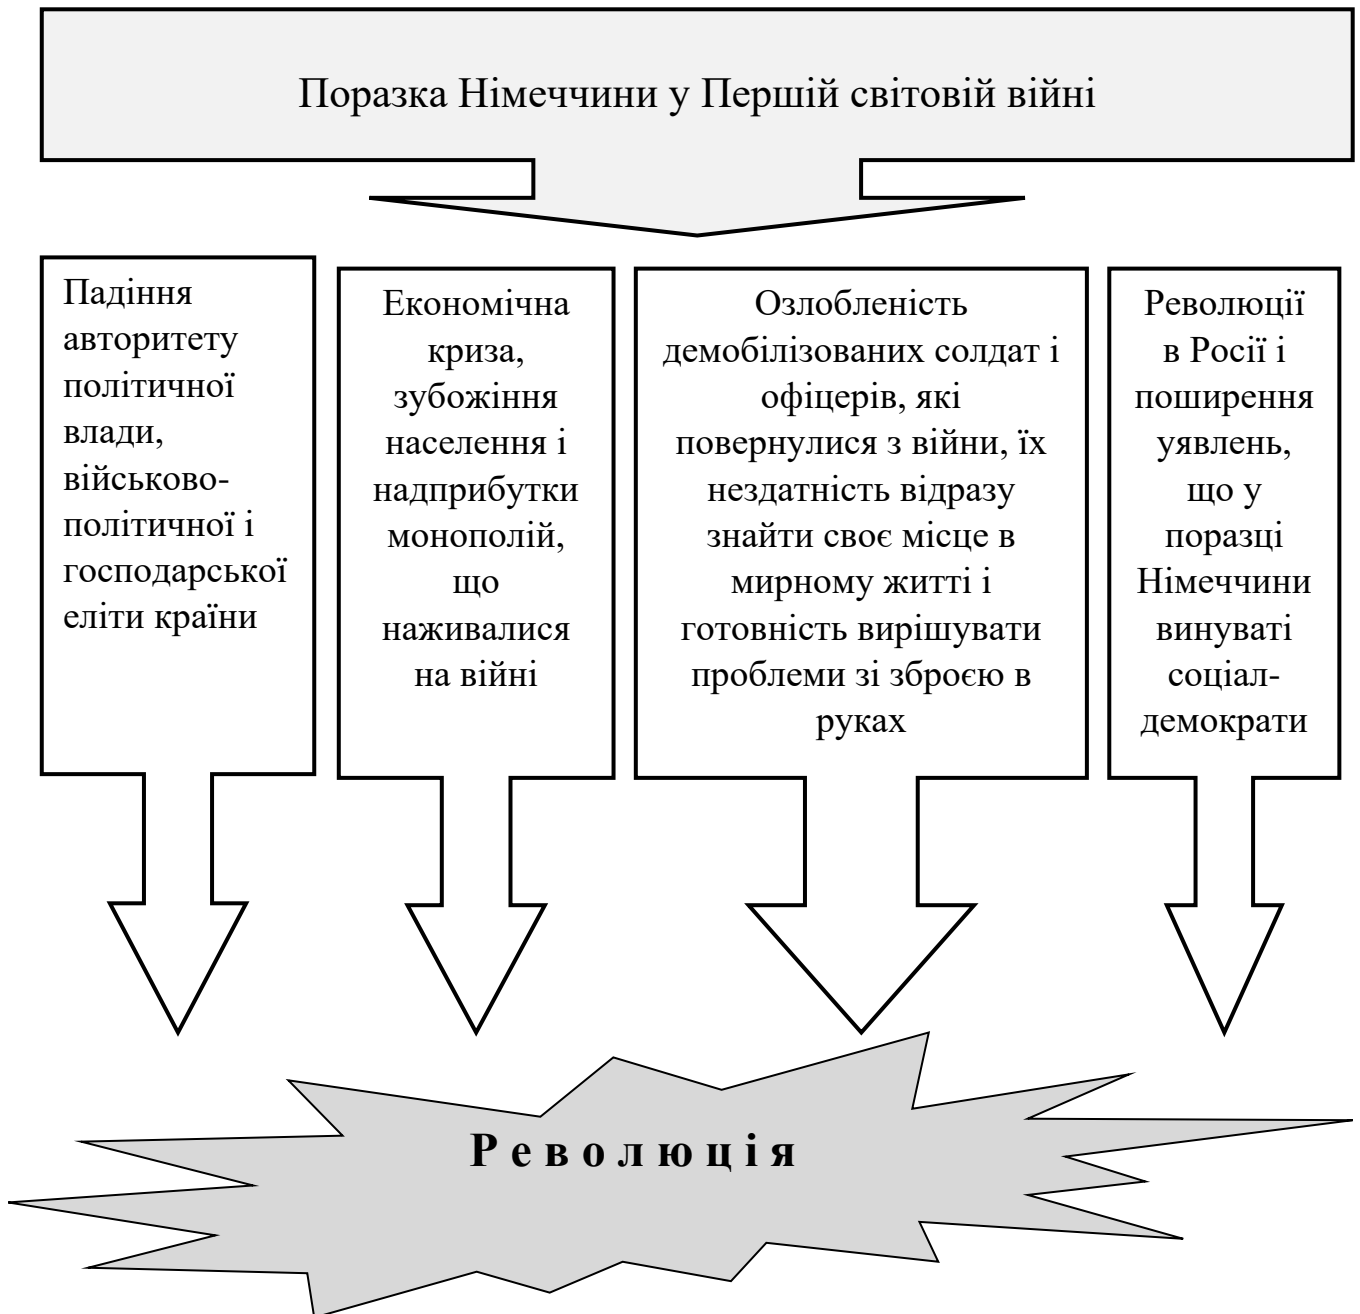 Поразка Німеччини у Першій світовій війні
Падіння
авторитету
політичної
влади,
військово-
політичної і
господарської
еліти країни
Економічна
криза,
зубожіння
населення і
надприбутки
монополій,
що
наживалися
на війні
Озлобленість
демобілізованих солдат і
офіцерів, які
повернулися з війни, їх
нездатність відразу
знайти своє місце в
мирному житті і
готовність вирішувати
проблеми зі зброєю в
руках
Революції
в Росії і
поширення
уявлень,
що у
поразці
Німеччини
винуваті
соціал-
демократи
Р е в о л ю ц і я